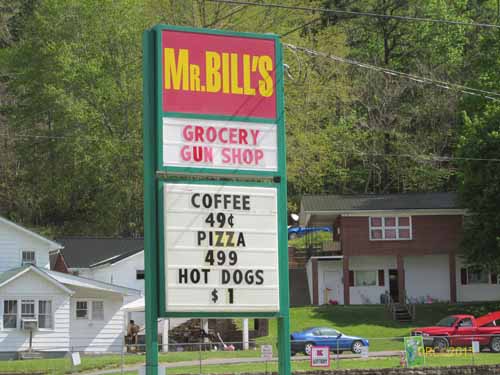 MR. BILL'S
GROCERY
GUN SHOP
COFFEE
49¢
PIZZA
499
HOT DOGS
$ 1